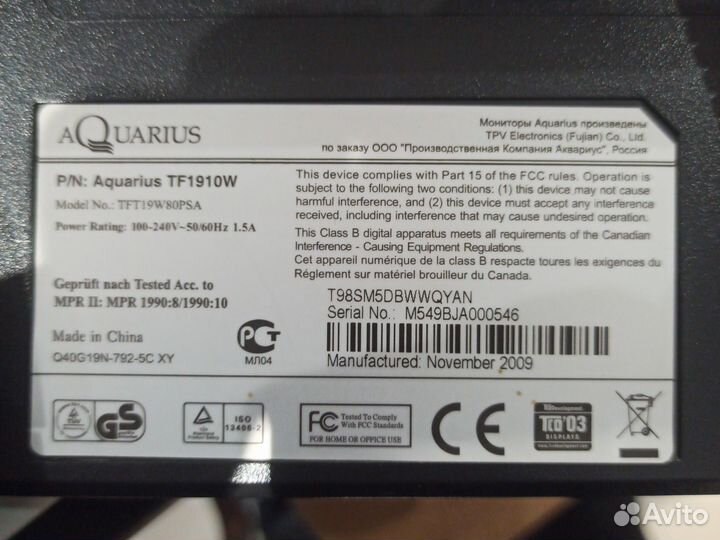 AQUARIUS
Мониторы Aquarius произведены
TPV Electronics (Fujian) Co., Ltd.
по заказу ООО "Производственная Компания Аквариус", Россия
P/N: Aquarius TF1910W
Model No.: TFT19W80PSA
Power Rating: 100-240V~50/60Hz 1.5A
This device complies with Part 15 of the FCC rules. Operation is
subject to the following two conditions: (1) this device may not cause
harmful interference, and (2) this device must accept any interference
received, including interference that may cause undesired operation.
This Class B digital apparatus meets all requirements of the Canadian
Interference - Causing Equipment Regulations.
Cet appareil numérique de la class B respecte toures les exigences du
Réglement sur matériel brouilleur du Canada.
Geprüft nach Tested Acc. to
MPR II: MPR 1990:8/1990:10
Made in China
Q40G19N-792-5C XY
РСТ
МЛ04
T98SM5DBWWQYAN
Serial No.: M549BJA000546
Manufactured: November 2009
TUV
GS
ISO
13406-2
FC
Tested To Comply
With FCC Standards
FOR HOME OR OFFICE USE
CE
TCO'03
DISPLAYS
Avito